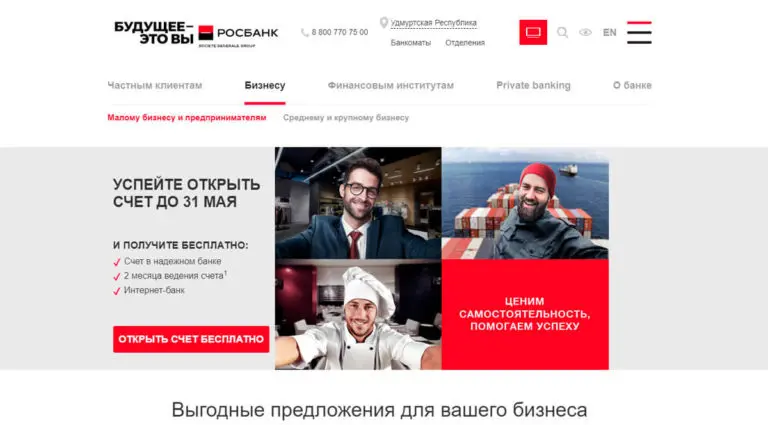 БУДУЩЕЕ–
–ЭТО ВЫ
РОСБАНК
SOCIETE GENERALE GROUP
8 800 770 75 00
Удмуртская Республика
Банкоматы Отделения
EN
Частным клиентам Бизнесу Финансовым институтам Private banking О банке
Малому бизнесу и предпринимателям Среднему и крупному бизнесу
УСПЕЙТЕ ОТКРЫТЬ
СЧЕТ ДО 31 МАЯ
И ПОЛУЧИТЕ БЕСПЛАТНО:
Счет в надежном банке
2 месяца ведения счета¹
Интернет-банк
ОТКРЫТЬ СЧЕТ БЕСПЛАТНО
ЦЕНИМ
САМОСТОЯТЕЛЬНОСТЬ,
ПОМОГАЕМ УСПЕХУ
Выгодные предложения для вашего бизнеса